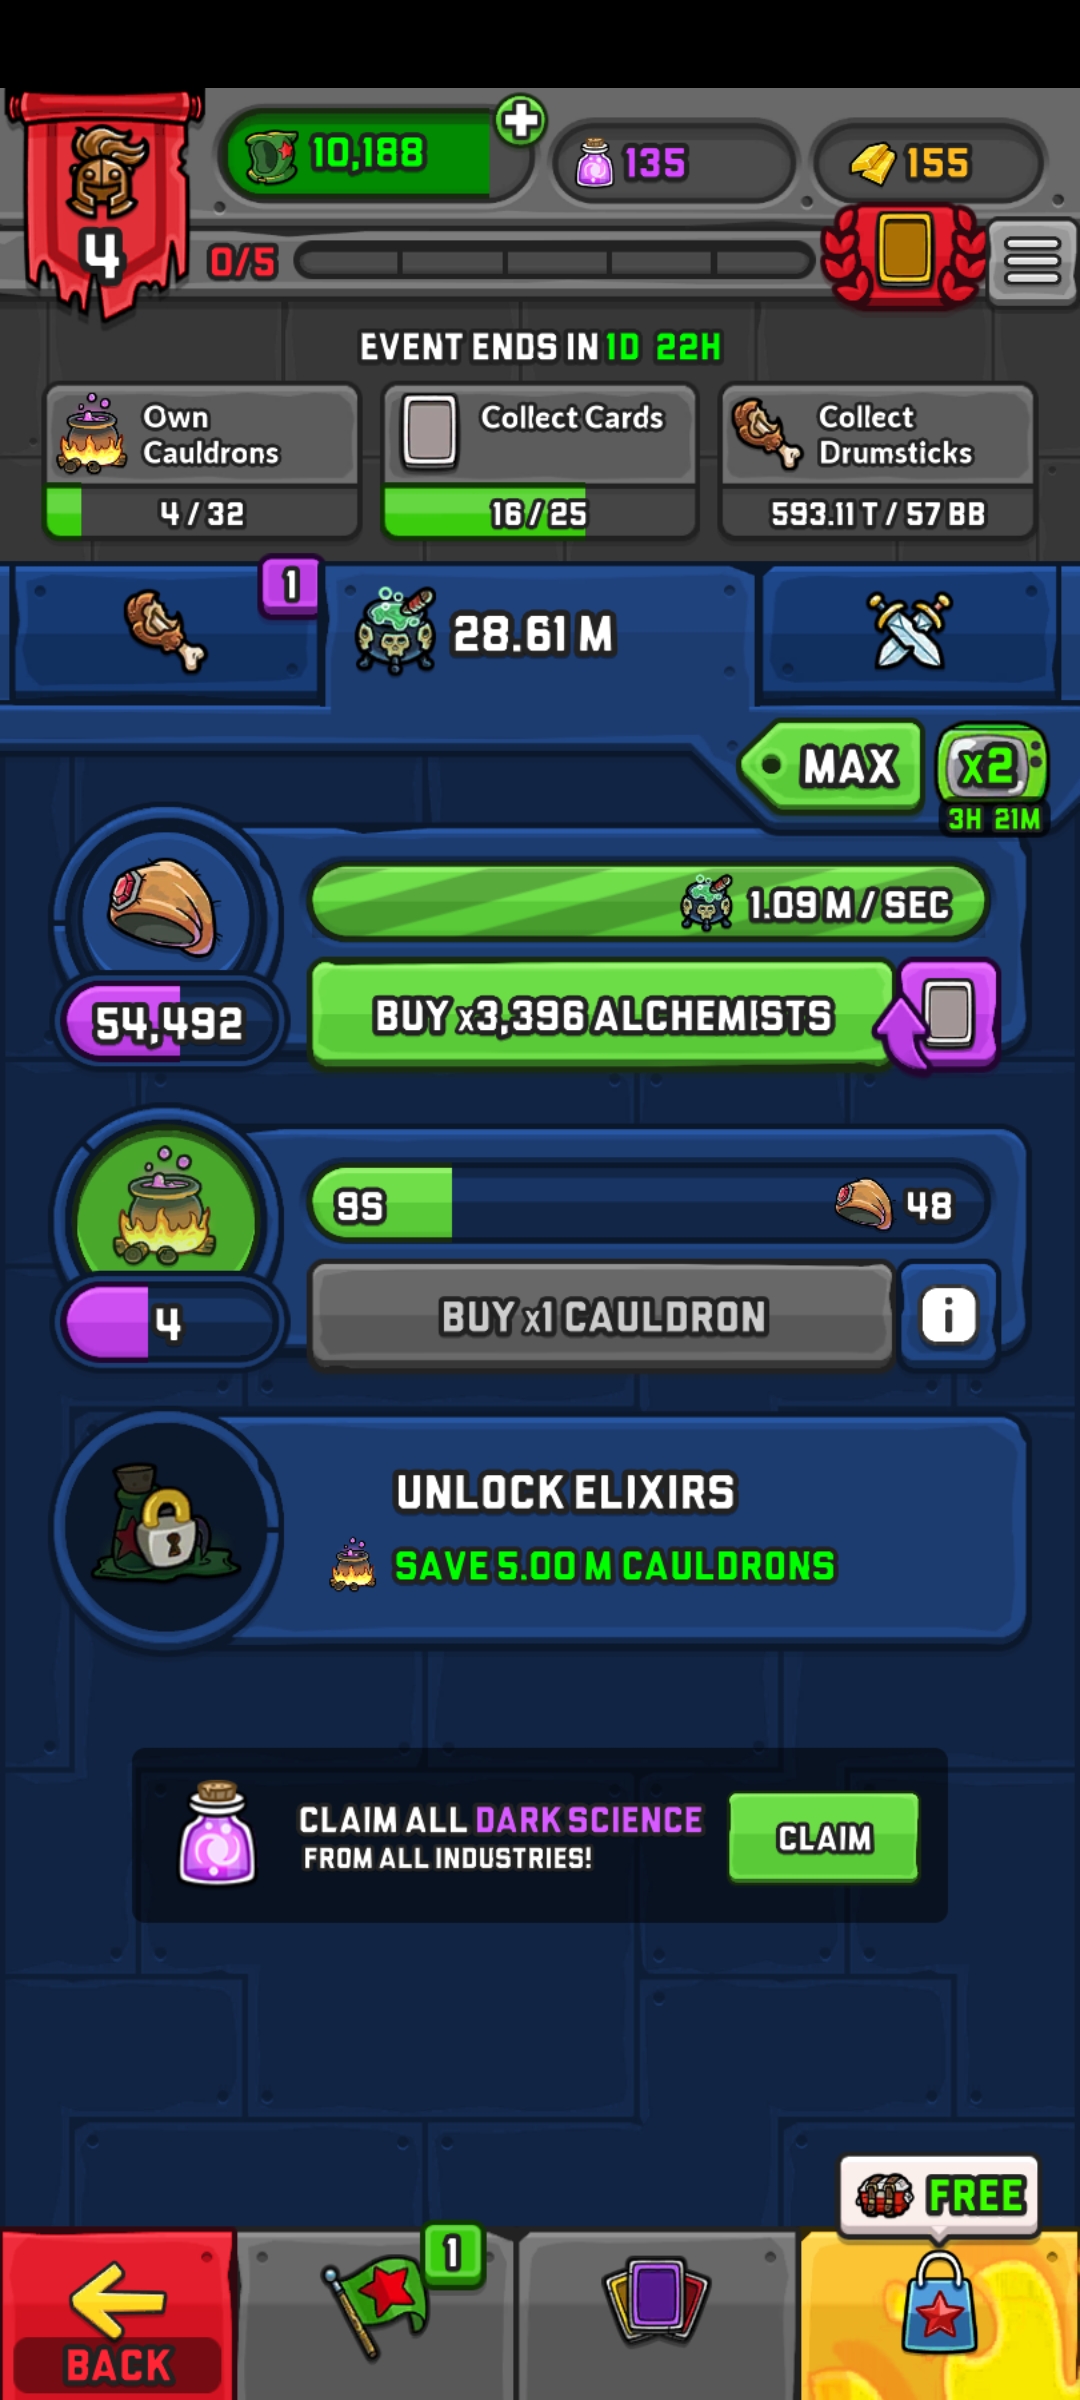 10,188
135
155
4
0/5
EVENT ENDS IN 1D 22H
Own
Cauldrons
4 / 32
Collect Cards
16 / 25
Collect
Drumsticks
593.11 T / 57 BB
1
28.61 M
MAX
x2
3H 21M
1.09 M / SEC
54,492
BUY x3,396 ALCHEMISTS
9S
48
4
BUY x1 CAULDRON
i
UNLOCK ELIXIRS
SAVE 5.00 M CAULDRONS
CLAIM ALL DARK SCIENCE
FROM ALL INDUSTRIES!
CLAIM
FREE
1
BACK